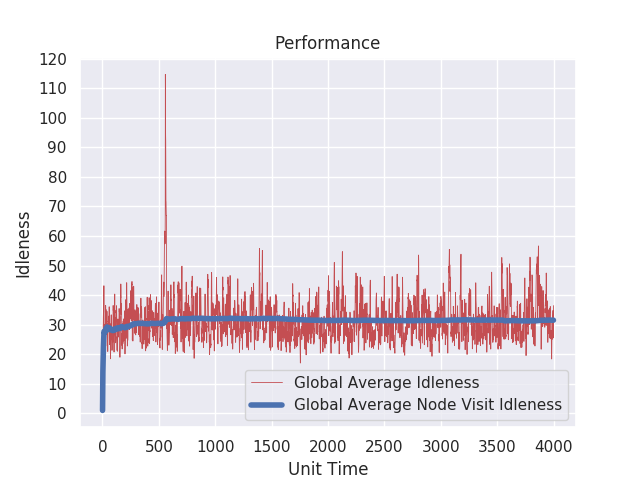 Performance
Idleness
120
110
100
90
80
70
60
50
40
30
20
10
0
Global Average Idleness
Global Average Node Visit Idleness
0 500 1000 1500 2000 2500 3000 3500 4000
Unit Time